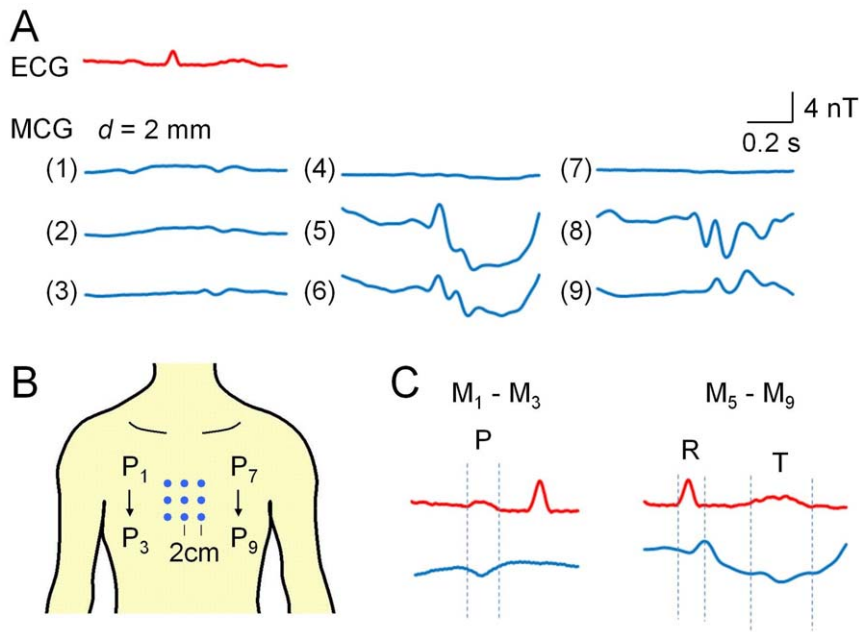 A
ECG
4 nT
0.2 s
MCG d = 2 mm
(1) (4) (7)
(2) (5) (8)
(3) (6) (9)
B
P₁ P₇
P₃ P₉
2cm
C
M₁ - M₃ M₅ - M₉
P R T